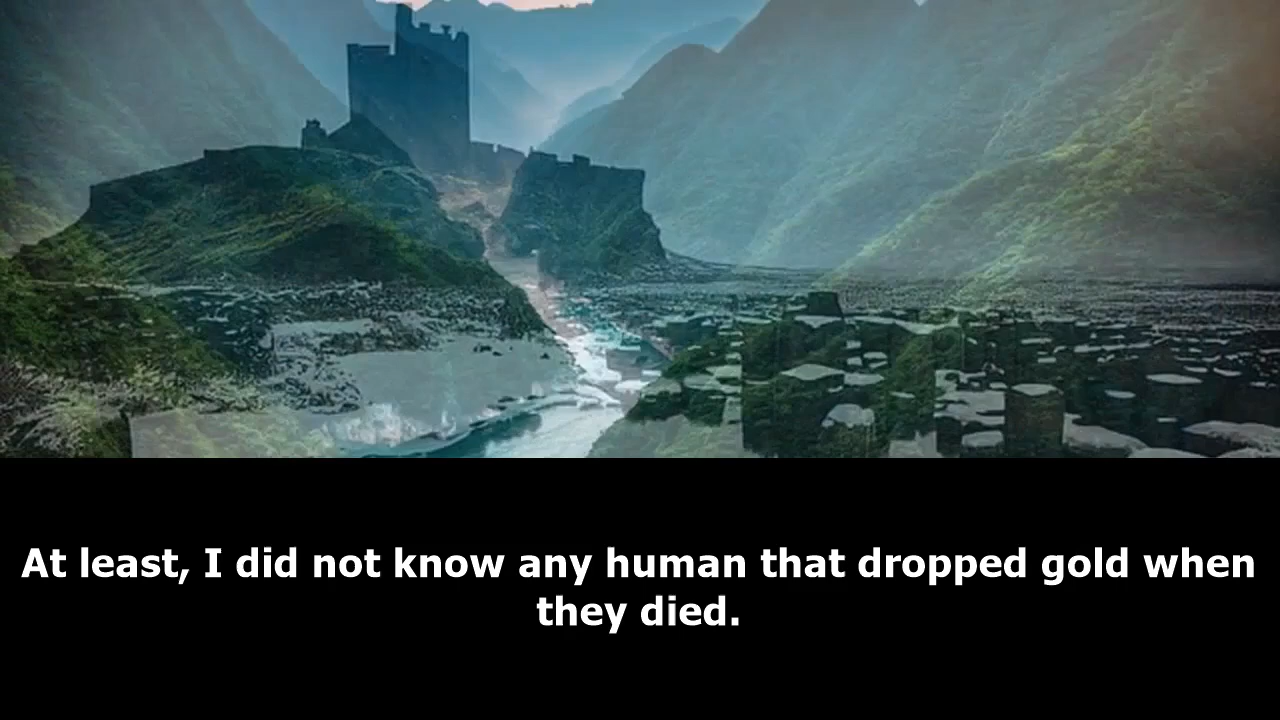 At least, I did not know any human that dropped gold when
they died.